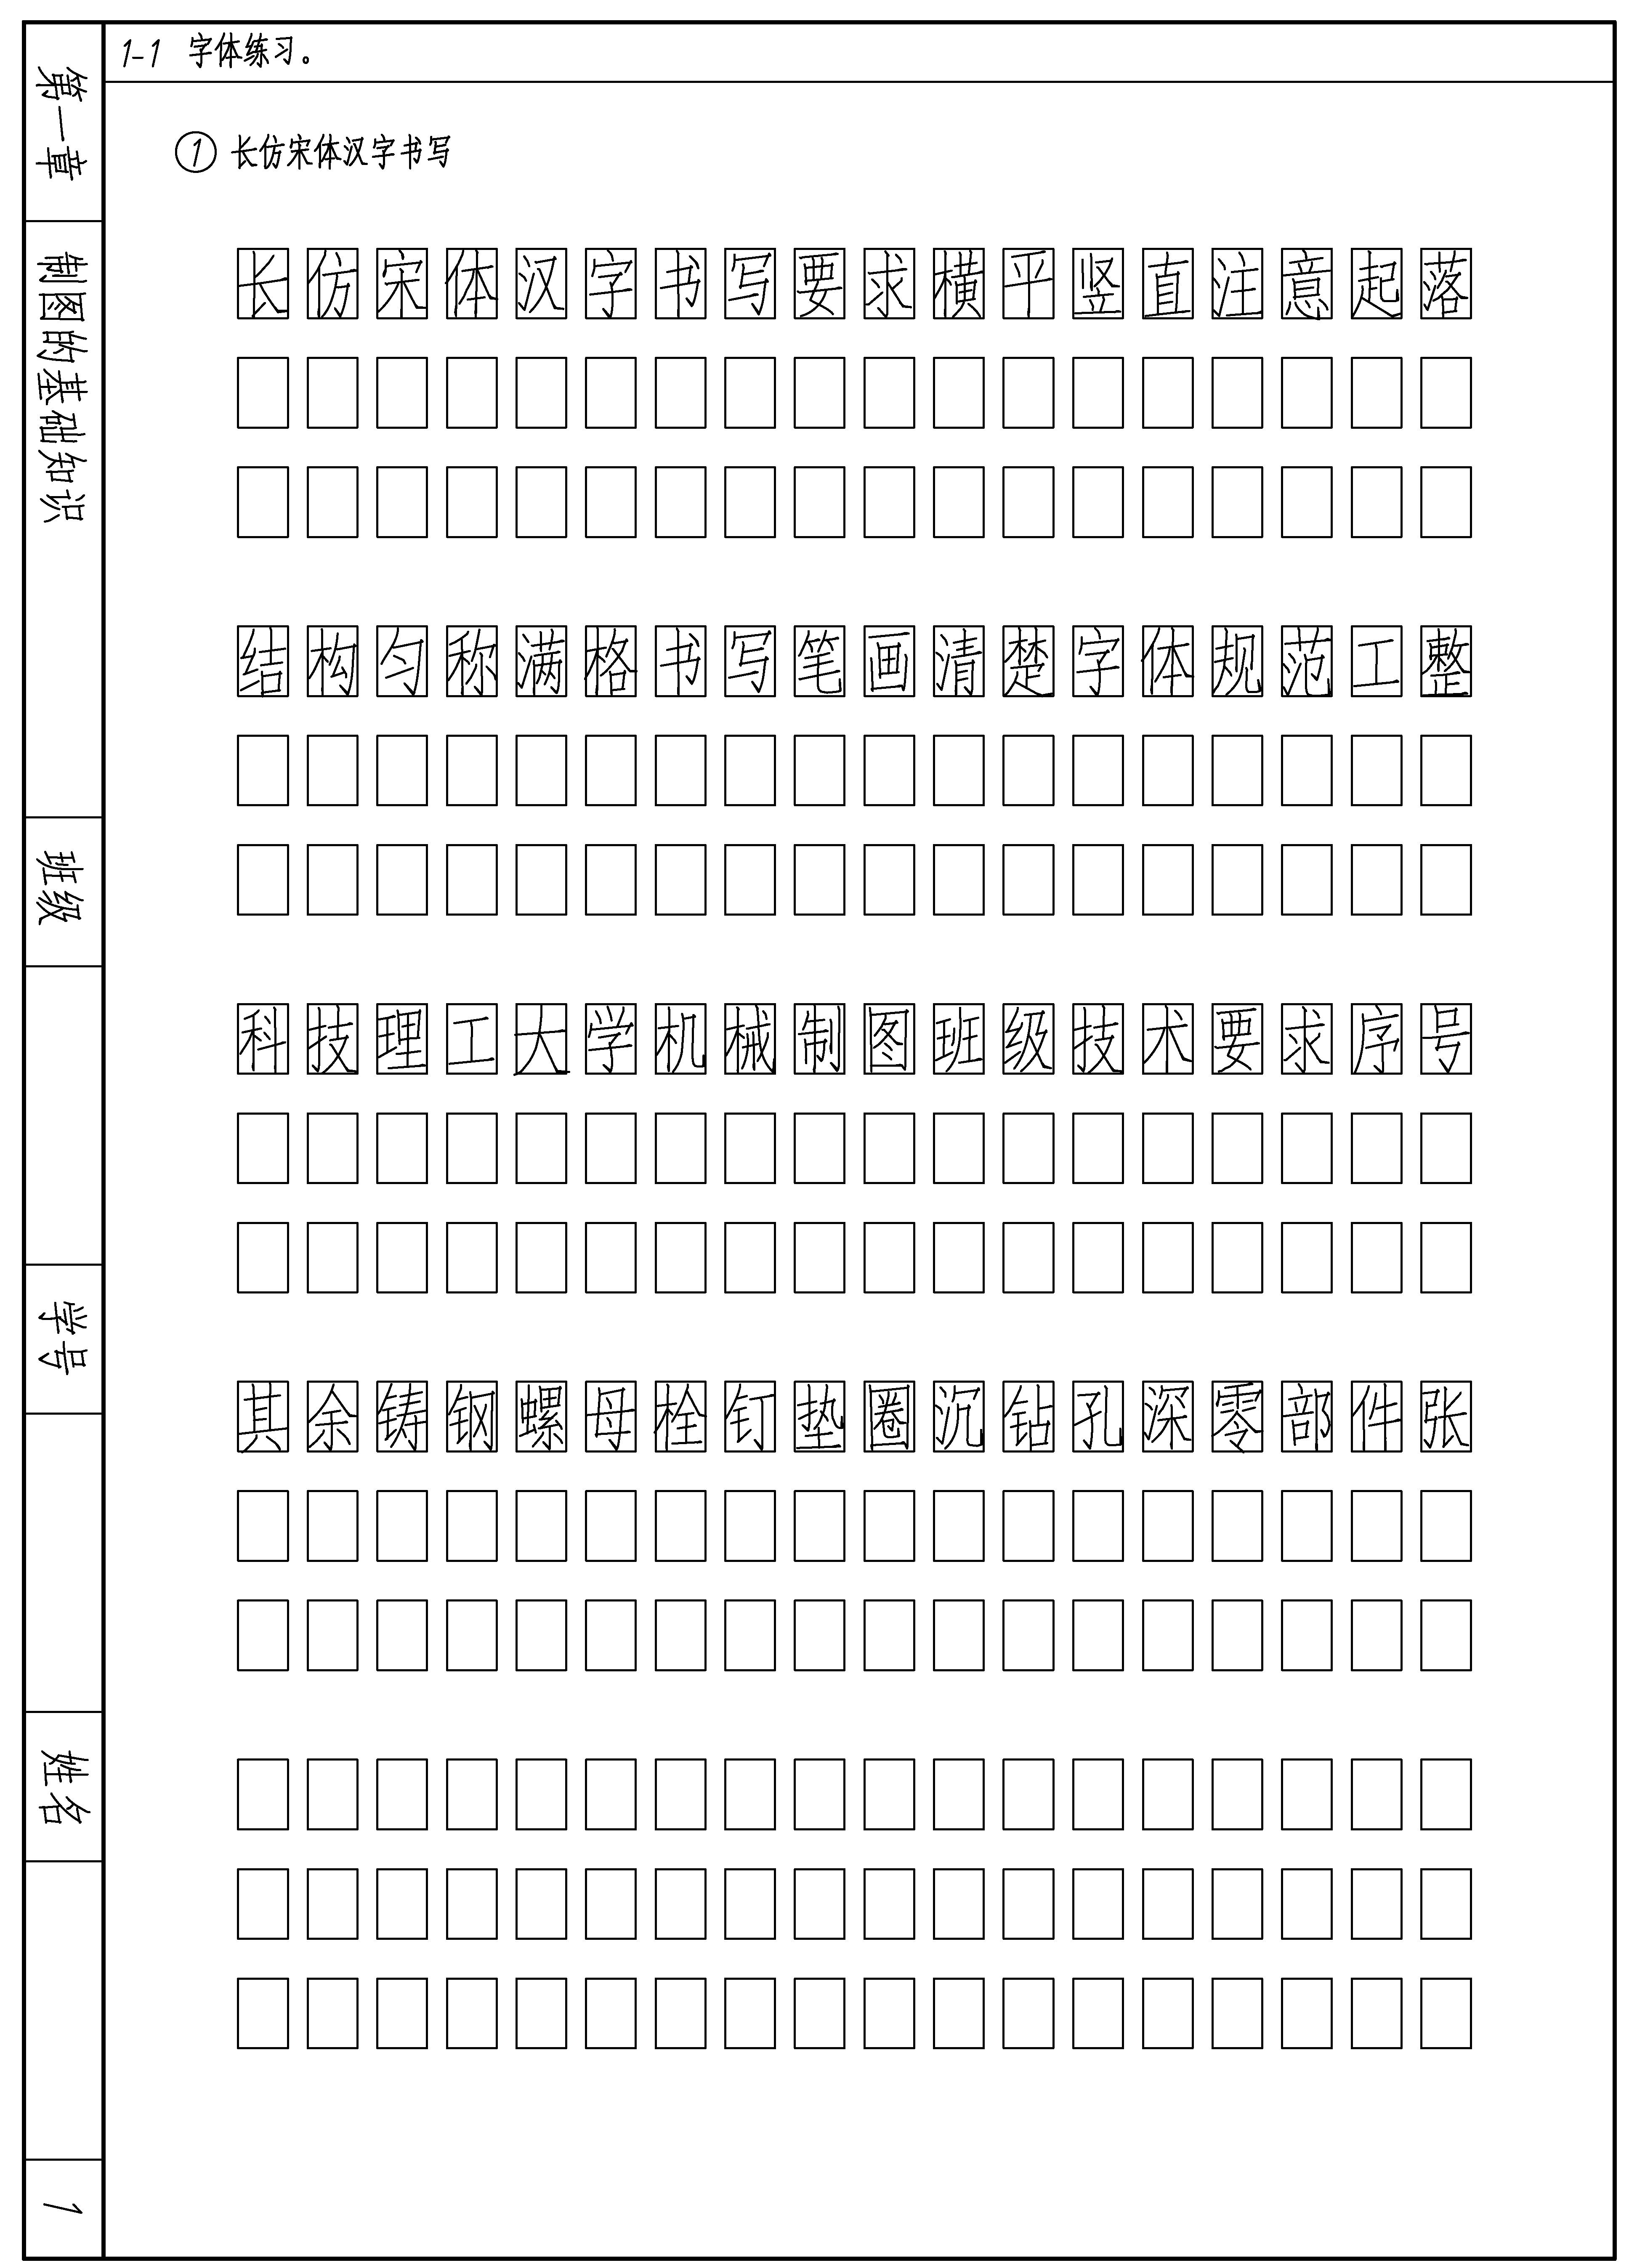 1-1 字体练习。
① 长仿宋体汉字书写
长仿宋体汉字书写要求横平竖直注意起落
结构匀称满格书写笔画清楚字体规范工整
科技理工大学机械制图班级技术要求序号
其余铸钢螺母栓钉垫圈沉钻孔深零部件张
第一章
制图的基础知识
班级
学号
姓名
1